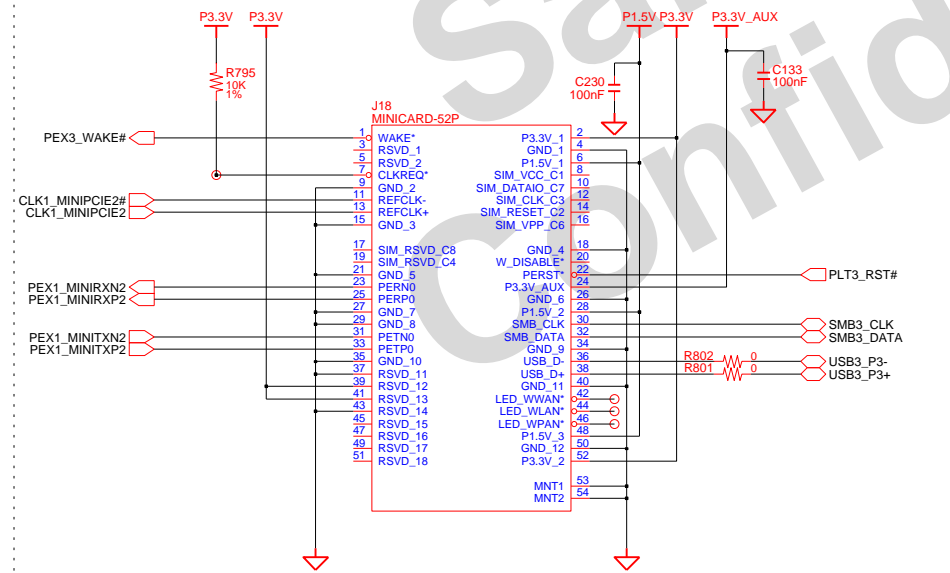 P3.3V P3.3V P1.5V P3.3V P3.3V_AUX
R795
10K
1%
C230
100nF
C133
100nF
J18
MINICARD-52P
PEX3_WAKE# 1 WAKE* P3.3V_1 2
3 RSVD_1 GND_1 4
5 RSVD_2 P1.5V_1 6
7 CLKREQ* SIM_VCC_C1 8
9 GND_2 SIM_DATAIO_C7 10
CLK1_MINIPCIE2# 11 REFCLK- SIM_CLK_C3 12
CLK1_MINIPCIE2 13 REFCLK+ SIM_RESET_C2 14
15 GND_3 SIM_VPP_C6 16
17 SIM_RSVD_C8 GND_4 18
19 SIM_RSVD_C4 W_DISABLE* 20
21 GND_5 PERST* 22 PLT3_RST#
PEX1_MINIRXN2 23 PERN0 P3.3V_AUX 24
PEX1_MINIRXP2 25 PERP0 GND_6 26
27 GND_7 P1.5V_2 28
29 GND_8 SMB_CLK 30 SMB3_CLK
PEX1_MINITXN2 31 PETN0 SMB_DATA 32 SMB3_DATA
PEX1_MINITXP2 33 PETP0 GND_9 34
35 GND_10 USB_D- 36 R802 0 USB3_P3-
37 RSVD_11 USB_D+ 38 R801 0 USB3_P3+
39 RSVD_12 GND_11 40
41 RSVD_13 LED_WWAN* 42
43 RSVD_14 LED_WLAN* 44
45 RSVD_15 LED_WPAN* 46
47 RSVD_16 P1.5V_3 48
49 RSVD_17 GND_12 50
51 RSVD_18 P3.3V_2 52
MNT1 53
MNT2 54
Sa
Confid